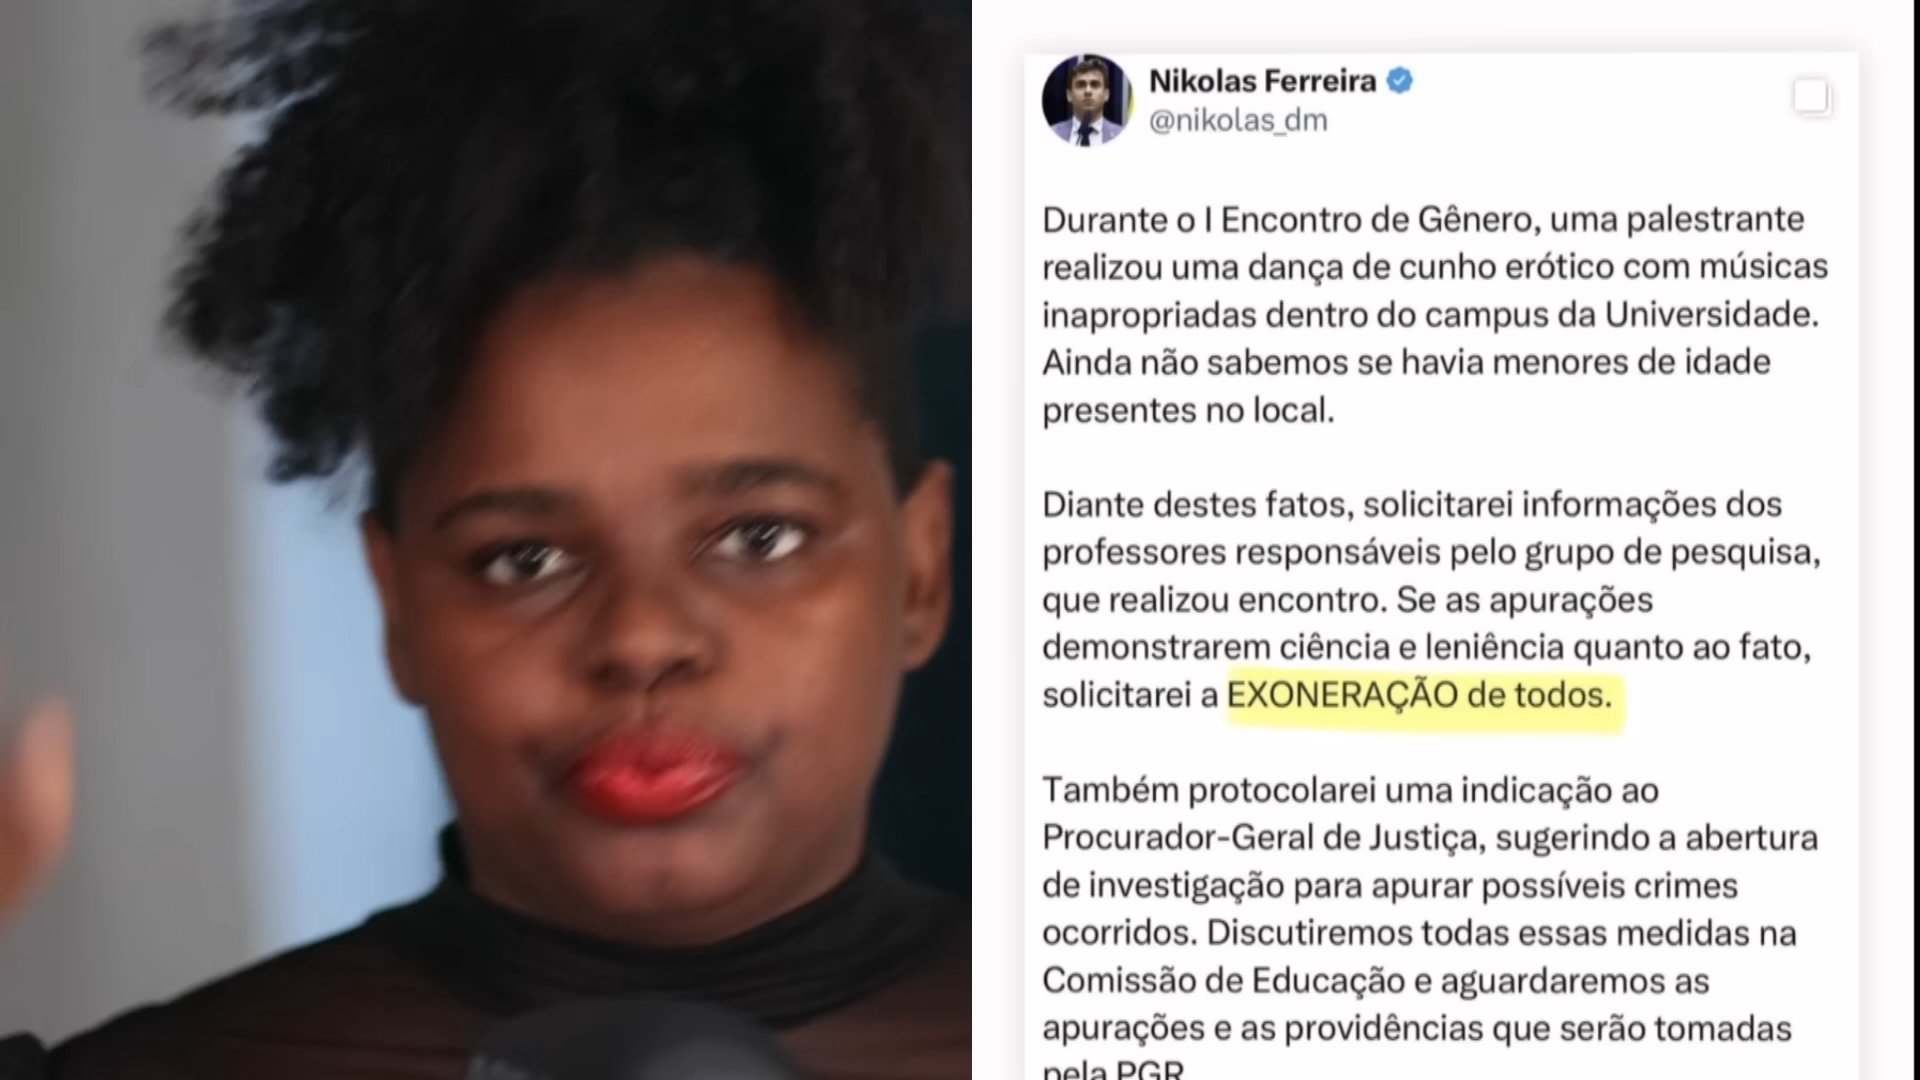 Nikolas Ferreira
@nikolas_dm
Durante o I Encontro de Gênero, uma palestrante
realizou uma dança de cunho erótico com músicas
inapropriadas dentro do campus da Universidade.
Ainda não sabemos se havia menores de idade
presentes no local.
Diante destes fatos, solicitarei informações dos
professores responsáveis pelo grupo de pesquisa,
que realizou encontro. Se as apurações
demonstrarem ciência e leniência quanto ao fato,
solicitarei a EXONERAÇÃO de todos.
Também protocolarei uma indicação ao
Procurador-Geral de Justiça, sugerindo a abertura
de investigação para apurar possíveis crimes
ocorridos. Discutiremos todas essas medidas na
Comissão de Educação e aguardaremos as
apurações e as providências que serão tomadas
pela PGR